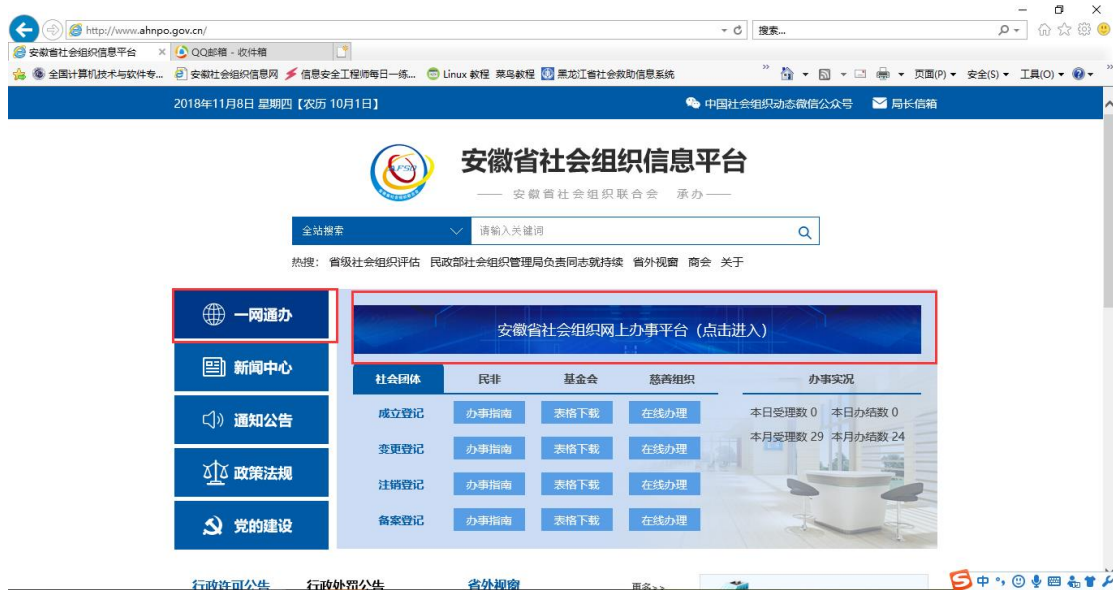 http://www.ahnpo.gov.cn/
搜索...
安徽省社会组织信息平台
QQ邮箱 - 收件箱
全国计算机技术与软件专...
安徽社会组织信息网
信息安全工程师每日一练...
Linux 教程 菜鸟教程
黑龙江省社会救助信息系统
页面(P)
安全(S)
工具(O)
2018年11月8日 星期四【农历 10月1日】
中国社会组织动态微信公众号
局长信箱
安徽省社会组织信息平台
—— 安徽省社会组织联合会 承办 ——
全站搜索
请输入关键词
热搜: 省级社会组织评估 民政部社会组织管理局负责同志就持续 省外视窗 商会 关于
一网通办
新闻中心
通知公告
政策法规
党的建设
安徽省社会组织网上办事平台（点击进入）
社会团体 民非 基金会 慈善组织 办事实况
成立登记 办事指南 表格下载 在线办理
变更登记 办事指南 表格下载 在线办理
注销登记 办事指南 表格下载 在线办理
备案登记 办事指南 表格下载 在线办理
本日受理数 0 本日办结数 0
本月受理数 29 本月办结数 24
行政许可公告 行政处罚公告 省外视窗 更多>>
中